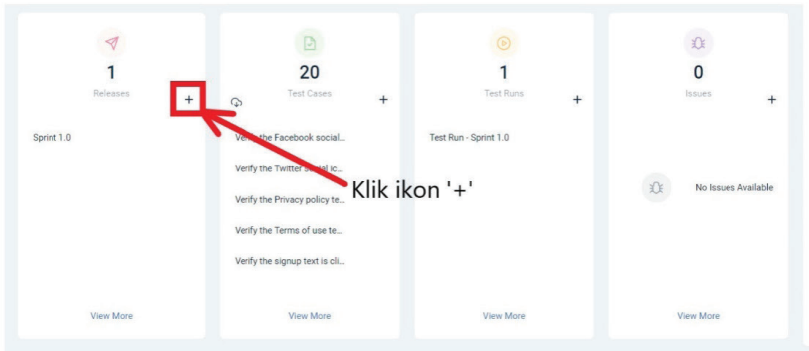 1
Releases
+
Sprint 1.0
View More
20
Test Cases
+
Verify the Facebook social...
Verify the Twitter social ic...
Verify the Privacy policy te...
Verify the Terms of use te...
Verify the signup text is cli...
View More
1
Test Runs
+
Test Run - Sprint 1.0
View More
0
Issues
+
No Issues Available
View More
Klik ikon '+'